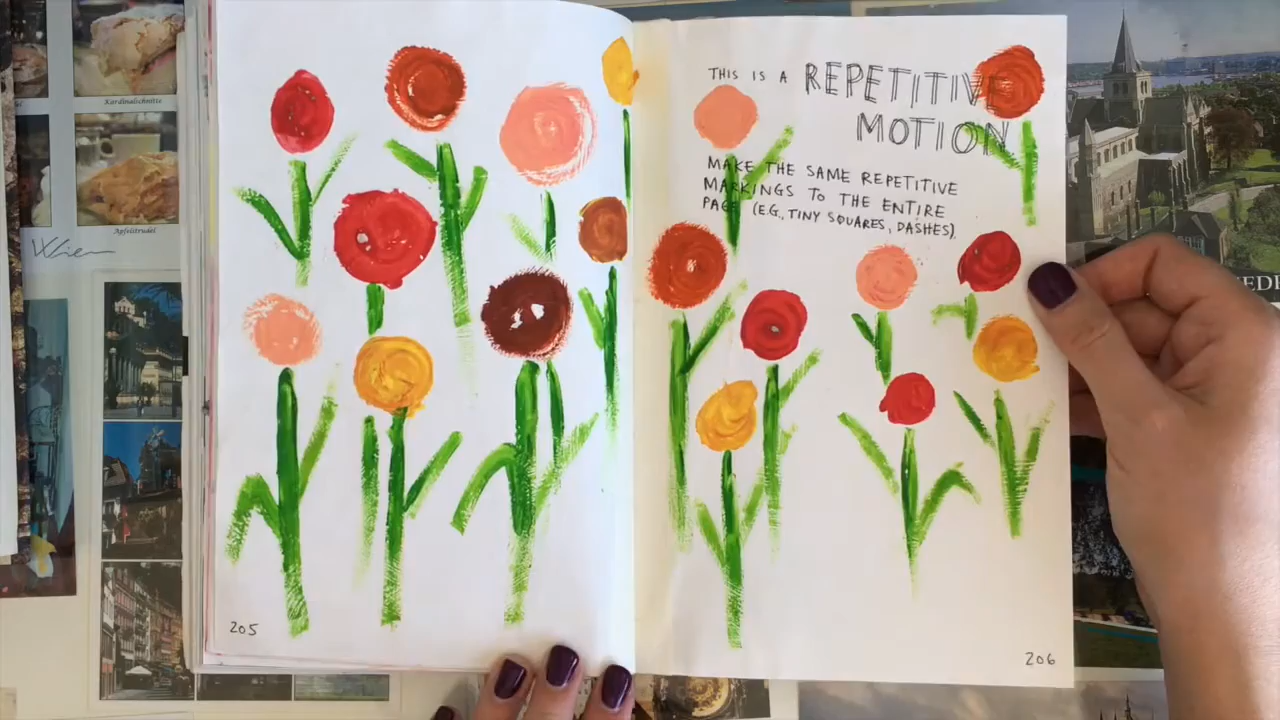 Kardinalschnitte
Apfelstrudel
Wien
205
THIS IS A REPETITIVE
MOTION
MAKE THE SAME REPETITIVE
MARKINGS TO THE ENTIRE
PAGE (E.G., TINY SQUARES, DASHES).
206